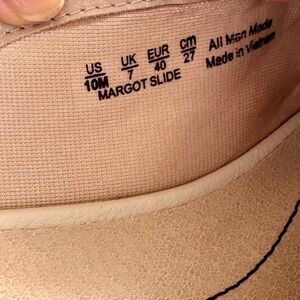 US UK EUR cm All Man Made
10M 7 40 27 Made in Vietnam
MARGOT SLIDE